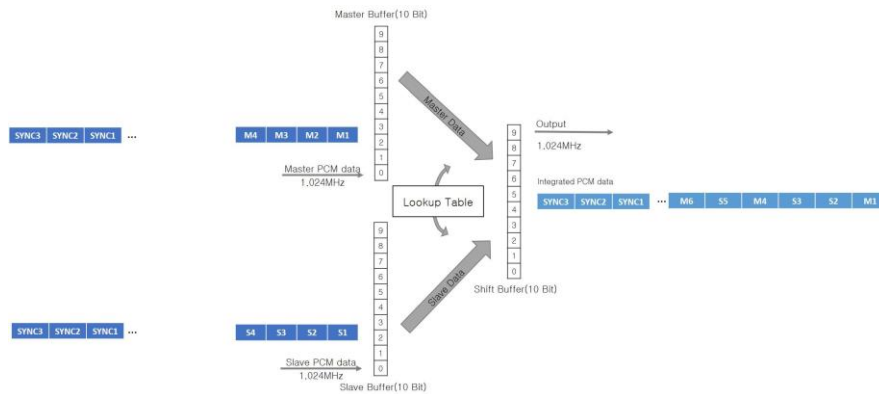 Master Buffer(10 Bit)
9
8
7
6
5
4
3
2
1
0
SYNC3 SYNC2 SYNC1 ...
M4 M3 M2 M1
Master PCM data
1,024MHz
Master Data
Lookup Table
9
8
7
6
5
4
3
2
1
0
Shift Buffer(10 Bit)
Output
1,024MHz
Integrated PCM data
SYNC3 SYNC2 SYNC1 ... M6 S5 M4 S3 S2 M1
9
8
7
6
5
4
3
2
1
0
Slave Data
SYNC3 SYNC2 SYNC1 ...
S4 S3 S2 S1
Slave PCM data
1,024MHz
Slave Buffer(10 Bit)